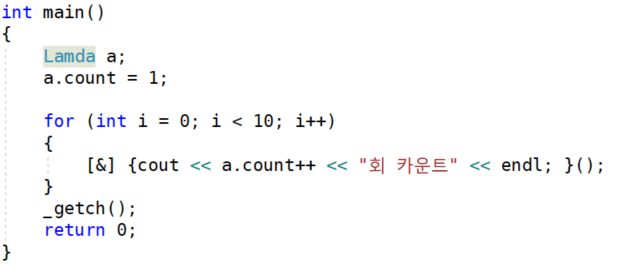 int main()
{
    Lamda a;
    a.count = 1;

    for (int i = 0; i < 10; i++)
    {
        [&] {cout << a.count++ << "회 카운트" << endl; }();
    }
    _getch();
    return 0;
}